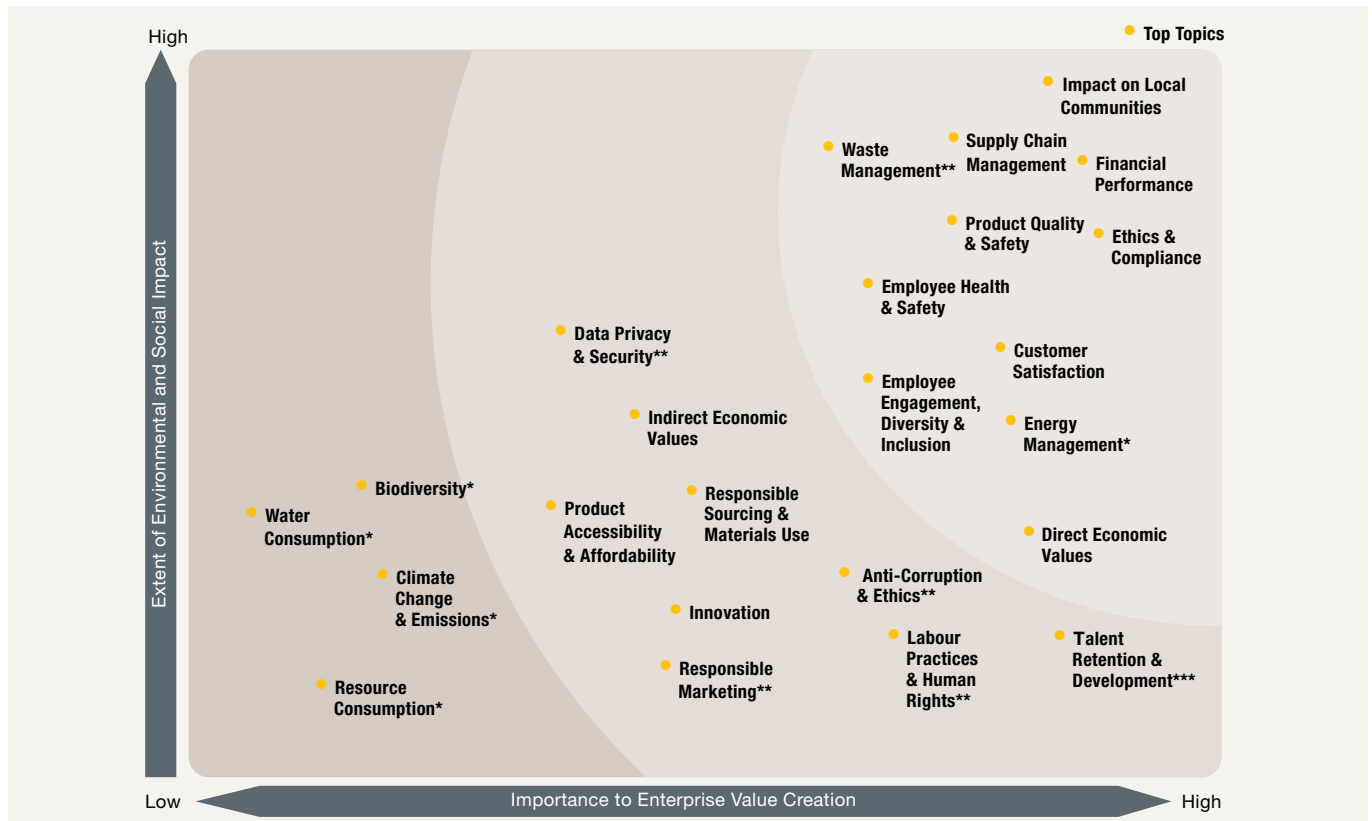 High
Top Topics
Impact on Local
Communities
Waste
Management**
Supply Chain
Management
Financial
Performance
Product Quality
& Safety
Ethics &
Compliance
Employee Health
& Safety
Data Privacy
& Security**
Customer
Satisfaction
Employee
Engagement,
Diversity &
Inclusion
Indirect Economic
Values
Energy
Management*
Biodiversity*
Water
Consumption*
Product
Accessibility
& Affordability
Responsible
Sourcing &
Materials Use
Direct Economic
Values
Climate
Change
& Emissions*
Anti-Corruption
& Ethics**
Innovation
Labour
Practices
& Human
Rights**
Talent
Retention &
Development***
Responsible
Marketing**
Resource
Consumption*
Extent of Environmental and Social Impact
Low
Importance to Enterprise Value Creation
High